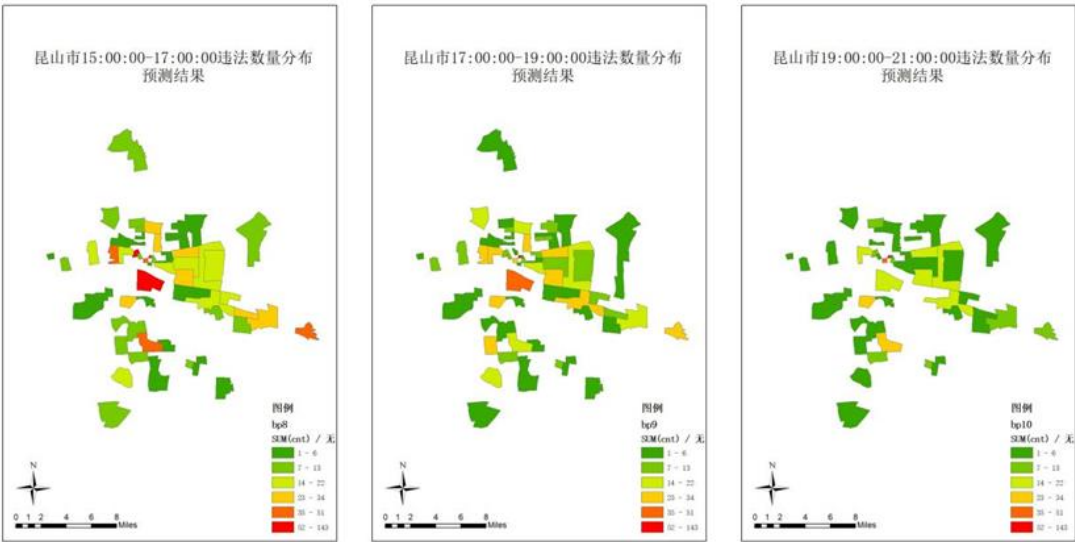 昆山市15:00:00-17:00:00违法数量分布
预测结果
图例
bp8
SUM(cnt) / 无
1 - 6
7 - 13
14 - 22
23 - 34
35 - 51
52 - 143
N
0 1 2 4 6 8
Miles
昆山市17:00:00-19:00:00违法数量分布
预测结果
图例
bp9
SUM(cnt) / 无
1 - 6
7 - 13
14 - 22
23 - 34
35 - 51
52 - 143
N
0 1 2 4 6 8
Miles
昆山市19:00:00-21:00:00违法数量分布
预测结果
图例
bp10
SUM(cnt) / 无
1 - 6
7 - 13
14 - 22
23 - 34
35 - 51
52 - 143
N
0 1 2 4 6 8
Miles